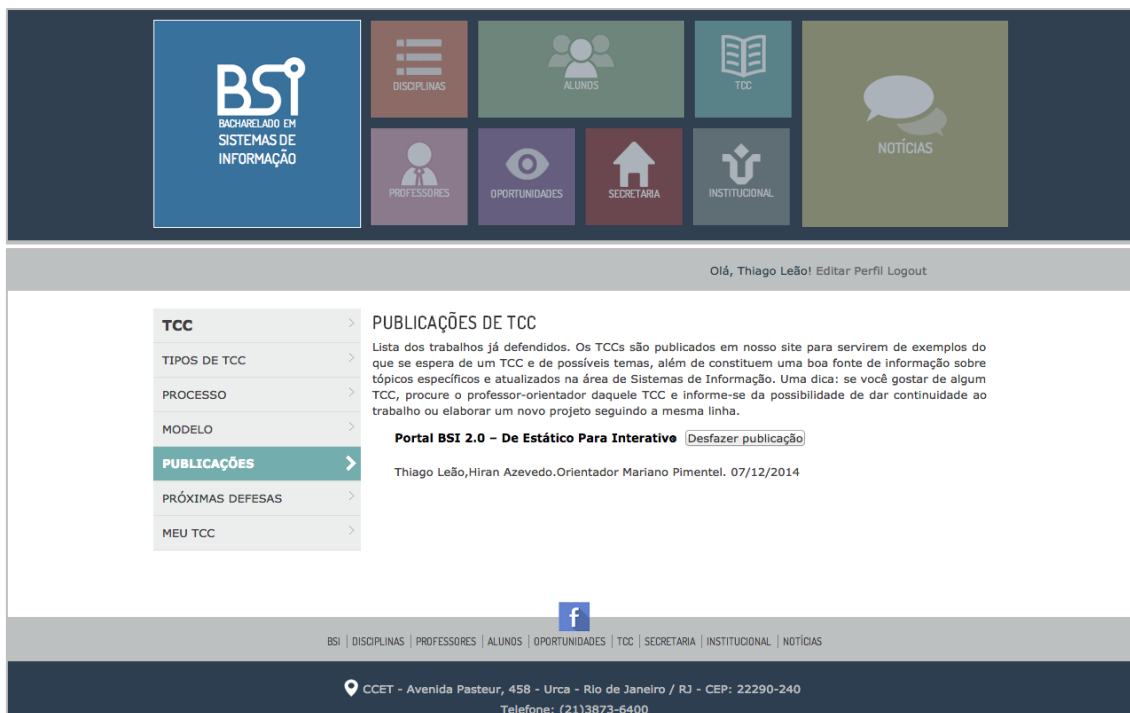 BSI
BACHARELADO EM
SISTEMAS DE
INFORMAÇÃO
DISCIPLINAS
ALUNOS
TCC
NOTÍCIAS
PROFESSORES
OPORTUNIDADES
SECRETARIA
INSTITUCIONAL
Olá, Thiago Leão! Editar Perfil Logout
TCC
TIPOS DE TCC
PROCESSO
MODELO
PUBLICAÇÕES
PRÓXIMAS DEFESAS
MEU TCC
PUBLICAÇÕES DE TCC
Lista dos trabalhos já defendidos. Os TCCs são publicados em nosso site para servirem de exemplos do
que se espera de um TCC e de possíveis temas, além de constituem uma boa fonte de informação sobre
tópicos específicos e atualizados na área de Sistemas de Informação. Uma dica: se você gostar de algum
TCC, procure o professor-orientador daquele TCC e informe-se da possibilidade de dar continuidade ao
trabalho ou elaborar um novo projeto seguindo a mesma linha.
Portal BSI 2.0 – De Estático Para Interativo Desfazer publicação
Thiago Leão,Hiran Azevedo.Orientador Mariano Pimentel. 07/12/2014
f
BSI | DISCIPLINAS | PROFESSORES | ALUNOS | OPORTUNIDADES | TCC | SECRETARIA | INSTITUCIONAL | NOTÍCIAS
CCET - Avenida Pasteur, 458 - Urca - Rio de Janeiro / RJ - CEP: 22290-240
Telefone: (21)3873-6400